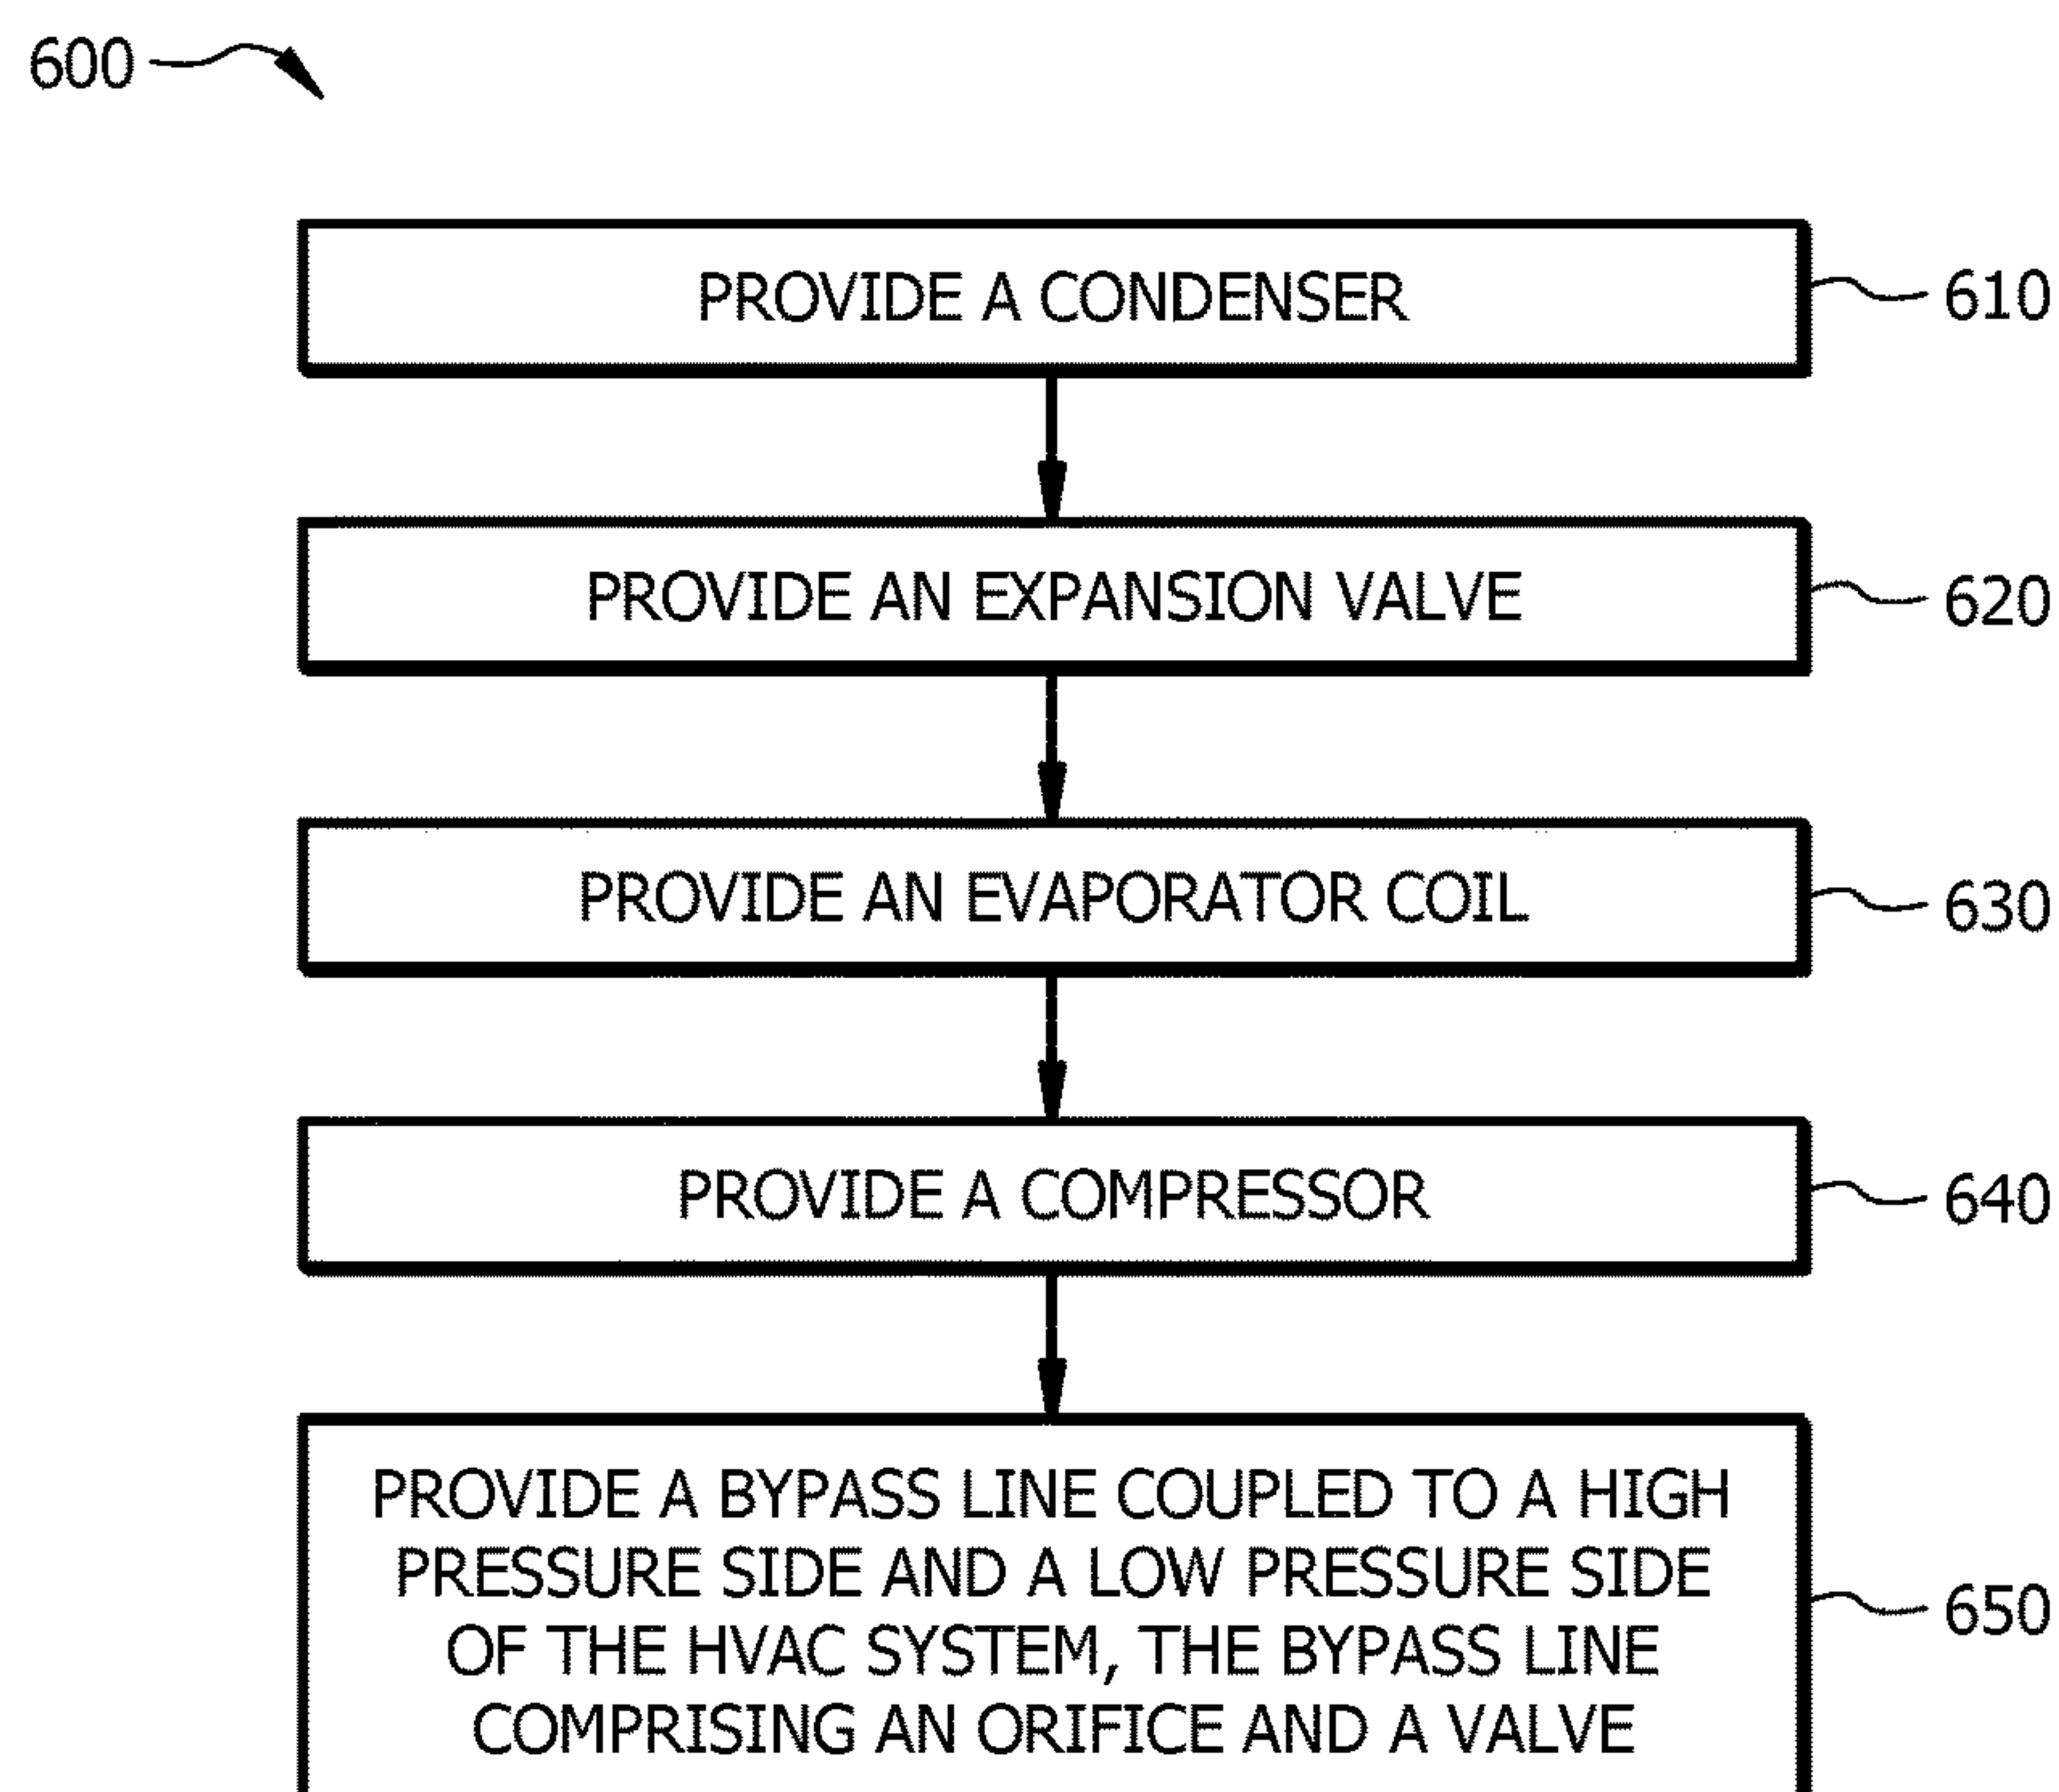 600
PROVIDE A CONDENSER
610
PROVIDE AN EXPANSION VALVE
620
PROVIDE AN EVAPORATOR COIL
630
PROVIDE A COMPRESSOR
640
PROVIDE A BYPASS LINE COUPLED TO A HIGH
PRESSURE SIDE AND A LOW PRESSURE SIDE
OF THE HVAC SYSTEM, THE BYPASS LINE
COMPRISING AN ORIFICE AND A VALVE
650